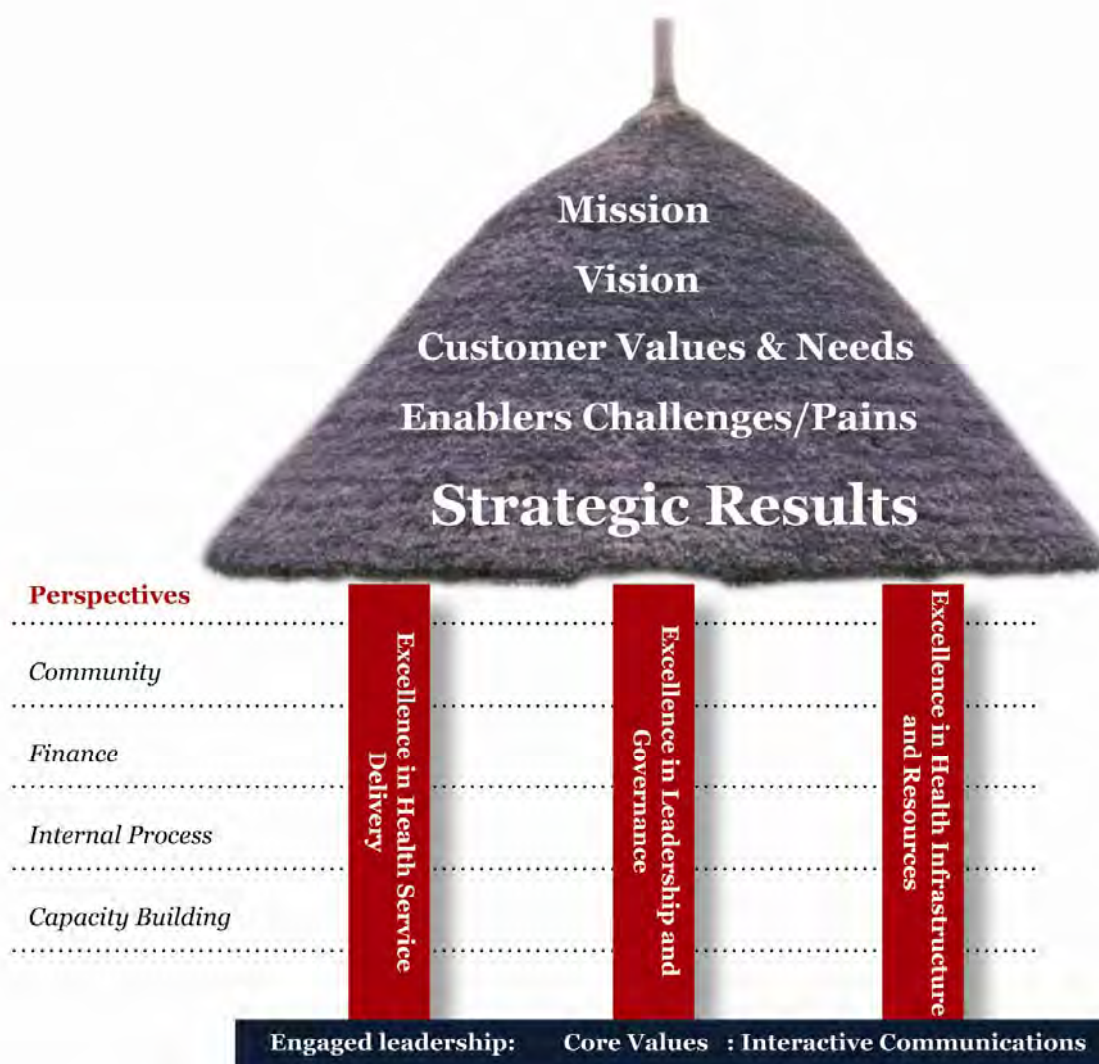 Mission
Vision
Customer Values & Needs
Enablers Challenges/Pains
Strategic Results
Perspectives
Community
Finance
Internal Process
Capacity Building
Excellence in Health Service
Delivery
Excellence in Leadership and
Governance
Excellence in Health Infrastructure
and Resources
Engaged leadership: Core Values : Interactive Communications